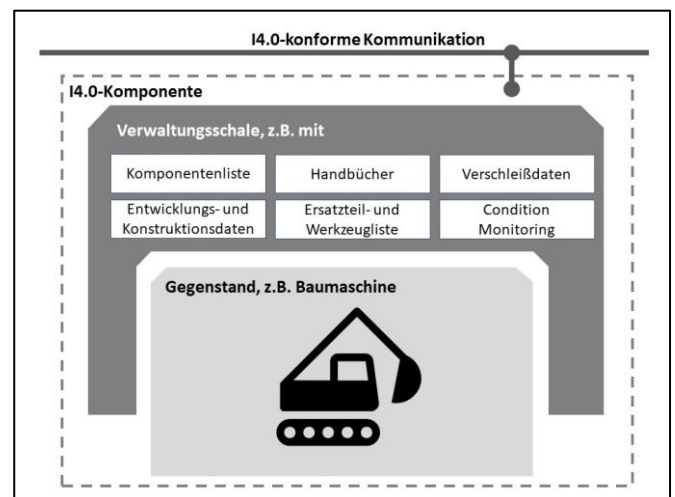 I4.0-konforme Kommunikation
I4.0-Komponente
Verwaltungsschale, z.B. mit
Komponentenliste
Handbücher
Verschleißdaten
Entwicklungs- und
Konstruktionsdaten
Ersatzteil- und
Werkzeugliste
Condition
Monitoring
Gegenstand, z.B. Baumaschine